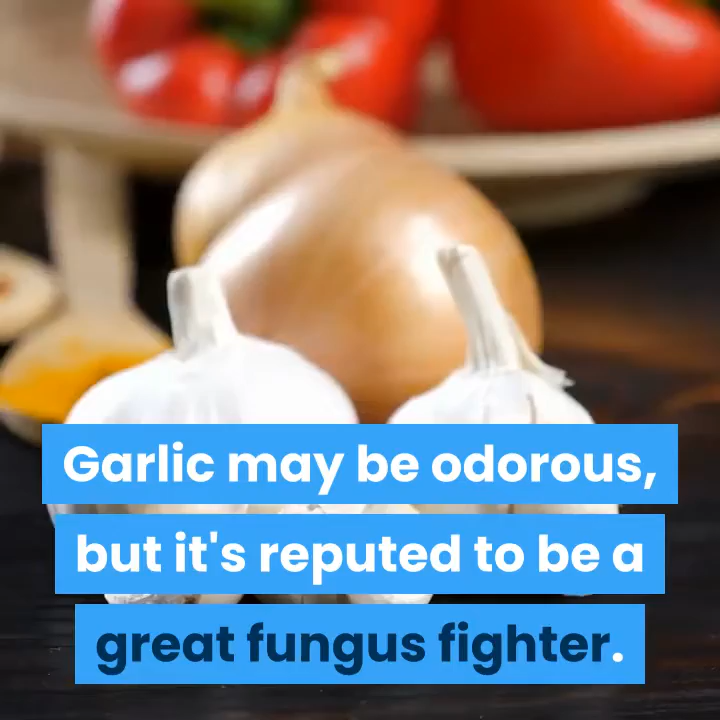 Garlic may be odorous,
but it's reputed to be a
great fungus fighter.